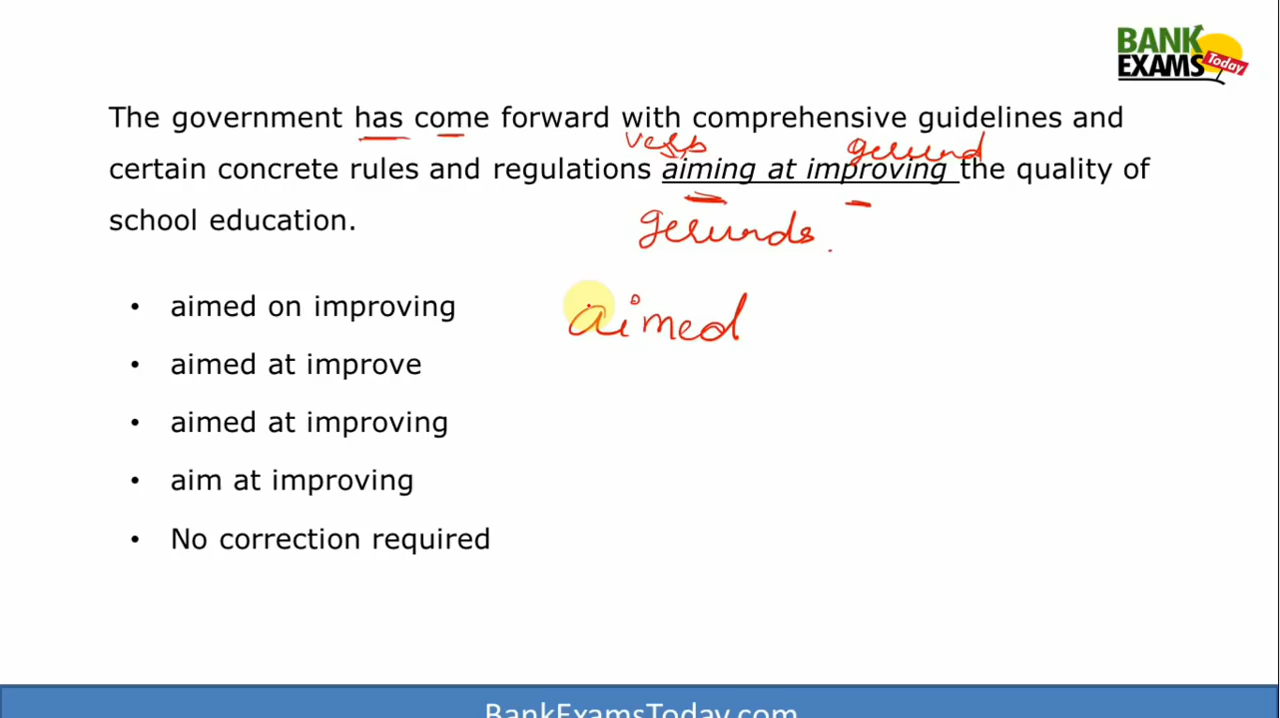 BANK
EXAMS Today
The government has come forward with comprehensive guidelines and
verb gerund
certain concrete rules and regulations aiming at improving the quality of
gerunds
school education.
• aimed on improving
aimed
• aimed at improve
• aimed at improving
• aim at improving
• No correction required
BankExamsToday.com